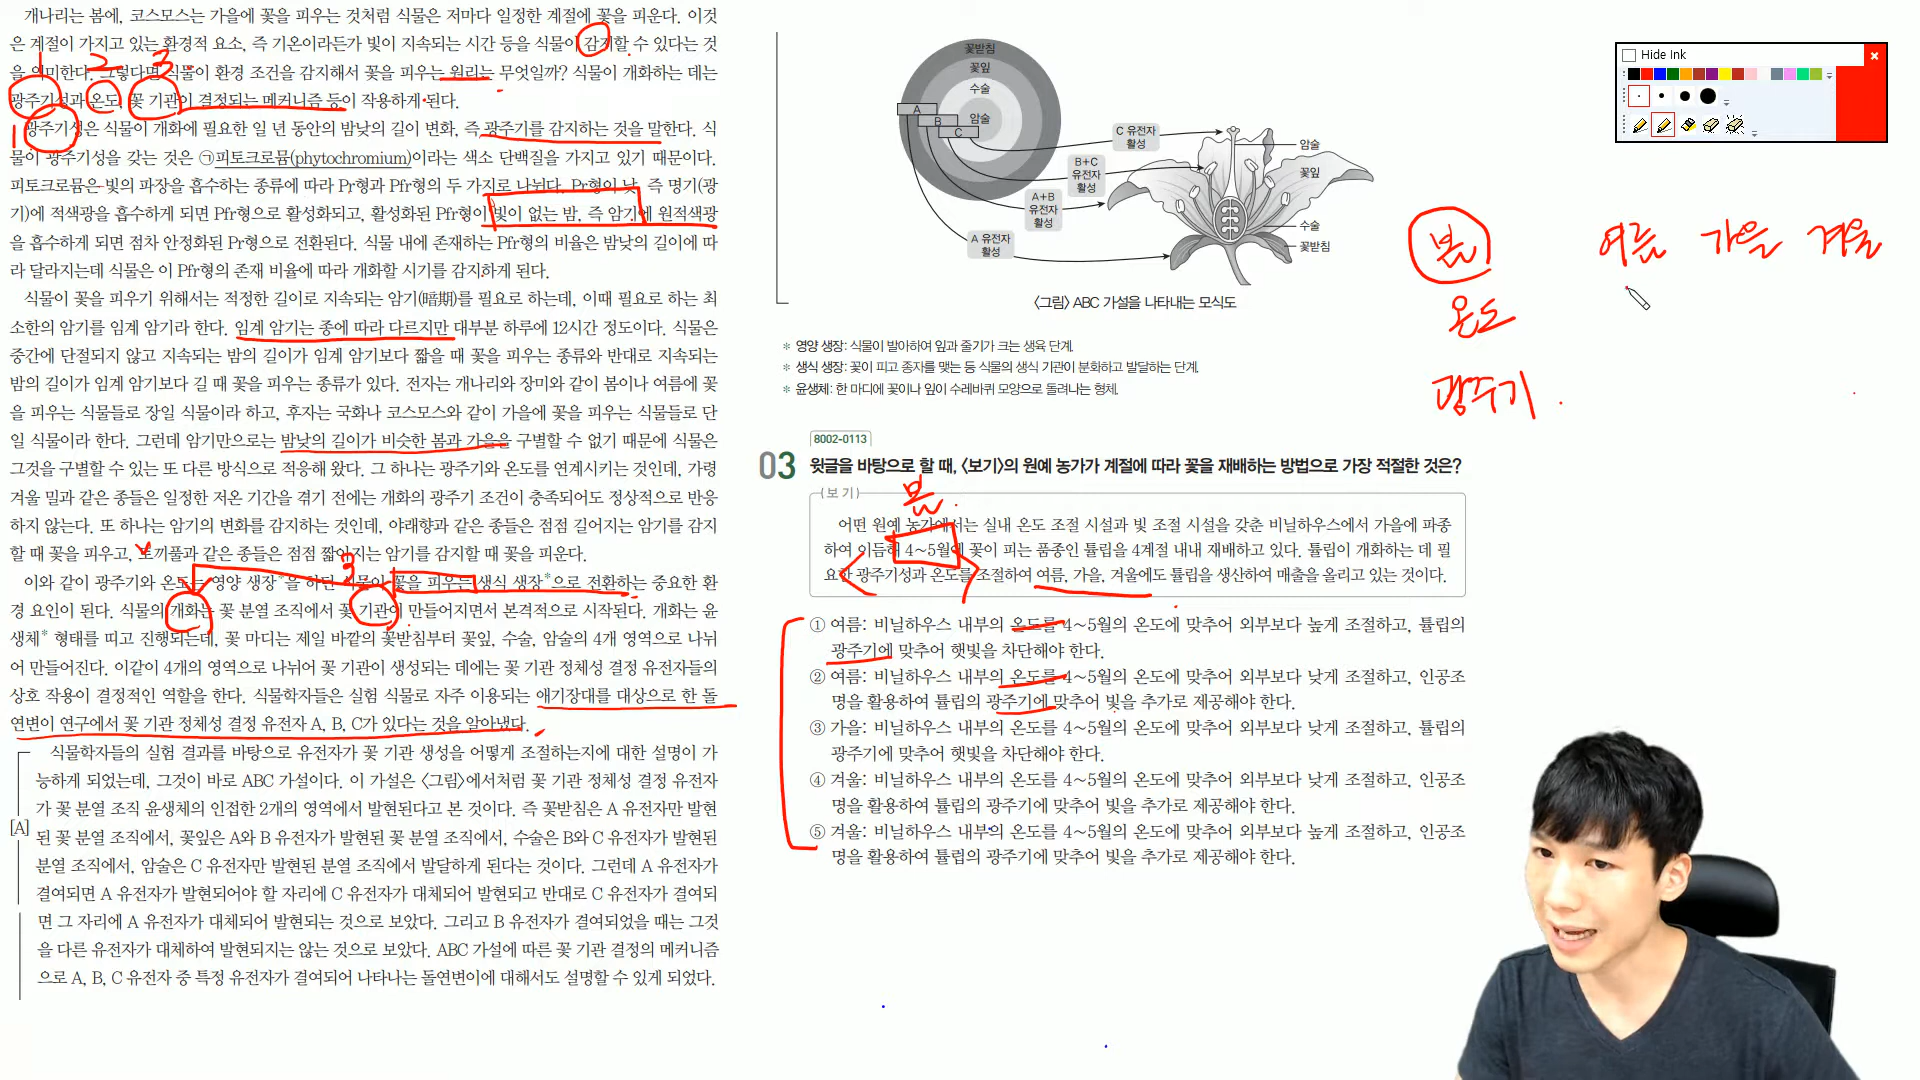 개나리는 봄에, 코스모스는 가을에 꽃을 피우는 것처럼 식물은 저마다 일정한 계절에 꽃을 피운다. 이것
은 계절이 가지고 있는 환경적 요소, 즉 기온이라든가 빛이 지속되는 시간 등을 식물이 감지할 수 있다는 것
을 의미한다. 그렇다면 식물이 환경 조건을 감지해서 꽃을 피우는 원리는 무엇일까? 식물이 개화하는 데는
광주기성과 온도, 꽃 기관이 결정되는 메커니즘 등이 작용하게 된다.
광주기성은 식물이 개화에 필요한 일 년 동안의 밤낮의 길이 변화, 즉 광주기를 감지하는 것을 말한다. 식
물이 광주기성을 갖는 것은 ㉠피토크로뮴(phytochromium)이라는 색소 단백질을 가지고 있기 때문이다.
피토크로뮴은 빛의 파장을 흡수하는 종류에 따라 Pr형과 Pfr형의 두 가지로 나뉜다. Pr형이 낮, 즉 명기(광
기)에 적색광을 흡수하게 되면 Pfr형으로 활성화되고, 활성화된 Pfr형이 빛이 없는 밤, 즉 암기에 원적색광
을 흡수하게 되면 점차 안정화된 Pr형으로 전환된다. 식물 내에 존재하는 Pfr형의 비율은 밤낮의 길이에 따
라 달라지는데 식물은 이 Pfr형의 존재 비율에 따라 개화할 시기를 감지하게 된다.
식물이 꽃을 피우기 위해서는 적정한 길이로 지속되는 암기(暗期)를 필요로 하는데, 이때 필요로 하는 최
소한의 암기를 임계 암기라 한다. 임계 암기는 종에 따라 다르지만 대부분 하루에 12시간 정도이다. 식물은
중간에 단절되지 않고 지속되는 밤의 길이가 임계 암기보다 짧을 때 꽃을 피우는 종류와 반대로 지속되는
밤의 길이가 임계 암기보다 길 때 꽃을 피우는 종류가 있다. 전자는 개나리와 장미와 같이 봄이나 여름에 꽃
을 피우는 식물들로 장일 식물이라 하고, 후자는 국화나 코스모스와 같이 가을에 꽃을 피우는 식물들로 단
일 식물이라 한다. 그런데 암기만으로는 밤낮의 길이가 비슷한 봄과 가을을 구별할 수 없기 때문에 식물은
그것을 구별할 수 있는 또 다른 방식으로 적응해 왔다. 그 하나는 광주기와 온도를 연계시키는 것인데, 가령
겨울 밀과 같은 종들은 일정한 저온 기간을 겪기 전에는 개화의 광주기 조건이 충족되어도 정상적으로 반응
하지 않는다. 또 하나는 암기의 변화를 감지하는 것인데, 야래향과 같은 종들은 점점 길어지는 암기를 감지
할 때 꽃을 피우고, 토끼풀과 같은 종들은 점점 짧아지는 암기를 감지할 때 꽃을 피운다.
이와 같이 광주기와 온도는 영양 생장*을 하던 식물이 꽃을 피우는 생식 생장*으로 전환하는 중요한 환
경 요인이 된다. 식물의 개화는 꽃 분열 조직에서 꽃 기관이 만들어지면서 본격적으로 시작된다. 개화는 윤
생체* 형태를 띠고 진행되는데, 꽃 마디는 제일 바깥의 꽃받침부터 꽃잎, 수술, 암술의 4개 영역으로 나뉘
어 만들어진다. 이같이 4개의 영역으로 나뉘어 꽃 기관이 생성되는 데에는 꽃 기관 정체성 결정 유전자들의
상호 작용이 결정적인 역할을 한다. 식물학자들은 실험 식물로 자주 이용되는 애기장대를 대상으로 한 돌
연변이 연구에서 꽃 기관 정체성 결정 유전자 A, B, C가 있다는 것을 알아냈다.
식물학자들의 실험 결과를 바탕으로 유전자가 꽃 기관 생성을 어떻게 조절하는지에 대한 설명이 가
능하게 되었는데, 그것이 바로 ABC 가설이다. 이 가설은 <그림>에서처럼 꽃 기관 정체성 결정 유전자
가 꽃 분열 조직 윤생체의 인접한 2개의 영역에서 발현된다고 본 것이다. 즉 꽃받침은 A 유전자만 발현
된 꽃 분열 조직에서, 꽃잎은 A와 B 유전자가 발현된 꽃 분열 조직에서, 수술은 B와 C 유전자가 발현된
[A]
분열 조직에서, 암술은 C 유전자만 발현된 분열 조직에서 발달하게 된다는 것이다. 그런데 A 유전자가
결여되면 A 유전자가 발현되어야 할 자리에 C 유전자가 대체되어 발현되고 반대로 C 유전자가 결여되
면 그 자리에 A 유전자가 대체되어 발현되는 것으로 보았다. 그리고 B 유전자가 결여되었을 때는 그것
을 다른 유전자가 대체하여 발현되지는 않는 것으로 보았다. ABC 가설에 따른 꽃 기관 결정의 메커니즘
으로 A, B, C 유전자 중 특정 유전자가 결여되어 나타나는 돌연변이에 대해서도 설명할 수 있게 되었다.
1 2 3
1
3
꽃받침
꽃잎
수술
암술
A
B
C
C 유전자
활성
B+C
유전자
활성
A+B
유전자
활성
A 유전자
활성
암술
꽃잎
수술
꽃받침
<그림> ABC 가설을 나타내는 모식도
* 영양 생장: 식물이 발아하여 잎과 줄기가 크는 생육 단계.
* 생식 생장: 꽃이 피고 종자를 맺는 등 식물의 생식 기관이 분화하고 발달하는 단계.
* 윤생체: 한 마디에 꽃이나 잎이 수레바퀴 모양으로 돌려나는 형체.
8002-0113
03 윗글을 바탕으로 할 때, <보기>의 원예 농가가 계절에 따라 꽃을 재배하는 방법으로 가장 적절한 것은?
보기
봄
어떤 원예 농가에서는 실내 온도 조절 시설과 빛 조절 시설을 갖춘 비닐하우스에서 가을에 파종
하여 이듬해 4~5월에 꽃이 피는 품종인 튤립을 4계절 내내 재배하고 있다. 튤립이 개화하는 데 필
요한 광주기성과 온도를 조절하여 여름, 가을, 겨울에도 튤립을 생산하여 매출을 올리고 있는 것이다.
① 여름: 비닐하우스 내부의 온도를 4~5월의 온도에 맞추어 외부보다 높게 조절하고, 튤립의
광주기에 맞추어 햇빛을 차단해야 한다.
② 여름: 비닐하우스 내부의 온도를 4~5월의 온도에 맞추어 외부보다 낮게 조절하고, 인공조
명을 활용하여 튤립의 광주기에 맞추어 빛을 추가로 제공해야 한다.
③ 가을: 비닐하우스 내부의 온도를 4~5월의 온도에 맞추어 외부보다 낮게 조절하고, 튤립의
광주기에 맞추어 햇빛을 차단해야 한다.
④ 겨울: 비닐하우스 내부의 온도를 4~5월의 온도에 맞추어 외부보다 낮게 조절하고, 인공조
명을 활용하여 튤립의 광주기에 맞추어 빛을 추가로 제공해야 한다.
⑤ 겨울: 비닐하우스 내부의 온도를 4~5월의 온도에 맞추어 외부보다 높게 조절하고, 인공조
명을 활용하여 튤립의 광주기에 맞추어 빛을 추가로 제공해야 한다.
Hide Ink
봄 여름 가을 겨울
온도
광주기